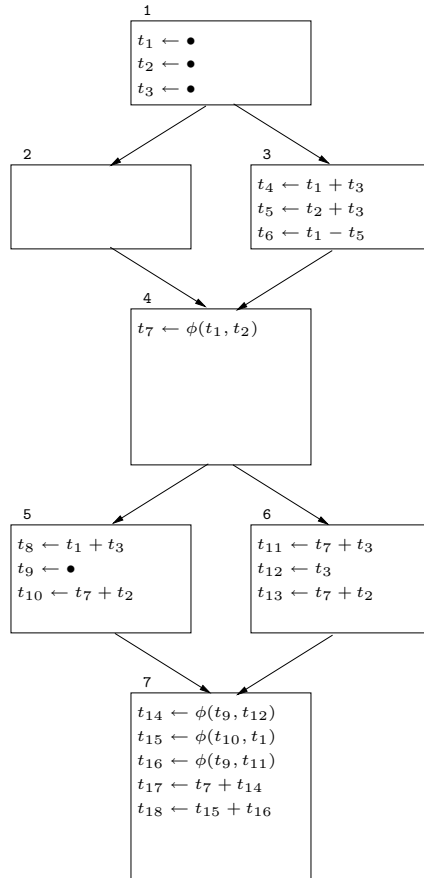 1
t₁ ← •
t₂ ← •
t₃ ← •
2
3
t₄ ← t₁ + t₃
t₅ ← t₂ + t₃
t₆ ← t₁ − t₅
4
t₇ ← ϕ(t₁, t₂)
5
t₈ ← t₁ + t₃
t₉ ← •
t₁₀ ← t₇ + t₂
6
t₁₁ ← t₇ + t₃
t₁₂ ← t₃
t₁₃ ← t₇ + t₂
7
t₁₄ ← ϕ(t₉, t₁₂)
t₁₅ ← ϕ(t₁₀, t₁)
t₁₆ ← ϕ(t₉, t₁₁)
t₁₇ ← t₇ + t₁₄
t₁₈ ← t₁₅ + t₁₆